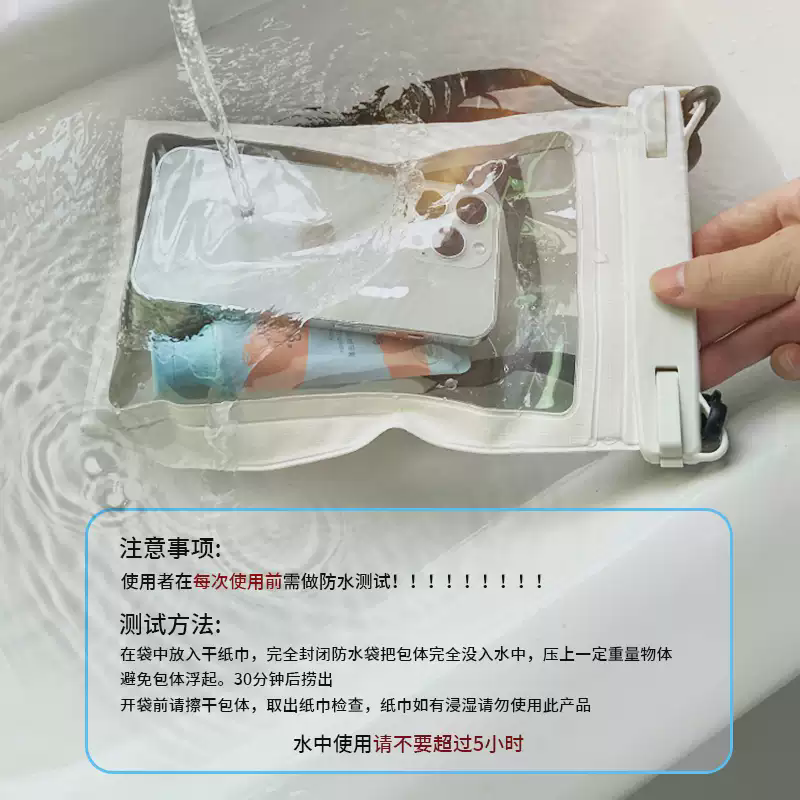 注意事项:
使用者在每次使用前需做防水测试！！！！！！！！！
测试方法:
在袋中放入干纸巾，完全封闭防水袋把包体完全没入水中，压上一定重量物体
避免包体浮起。30分钟后捞出
开袋前请擦干包体，取出纸巾检查，纸巾如有浸湿请勿使用此产品
水中使用请不要超过5小时